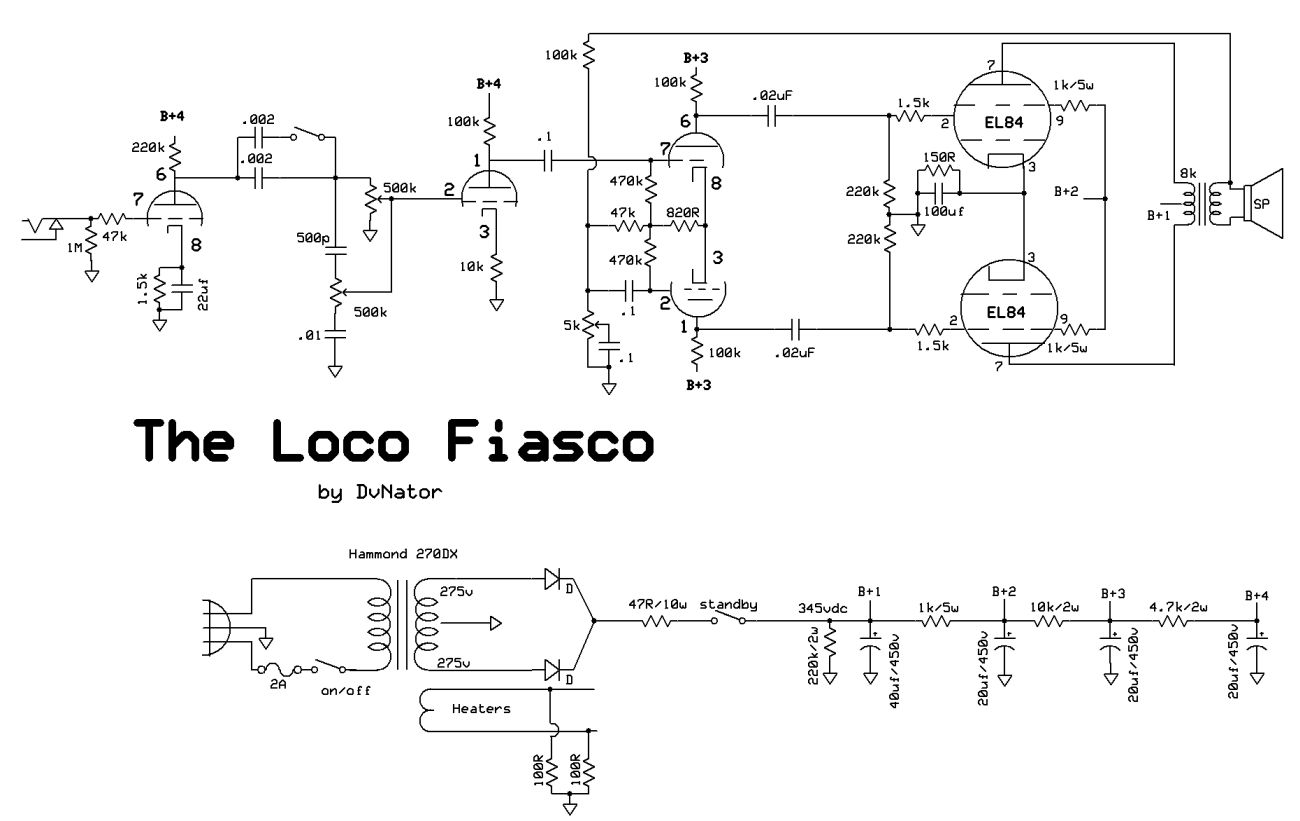 B+4
220k
6
7
8
1M
47k
1.5k
22uf
.002
.002
500k
500p
500k
.01
B+4
100k
1
2
3
10k
.1
100k
B+3
100k
6
7
8
470k
47k
820R
470k
3
.1
2
1
5k
.1
100k
B+3
.02uF
.02uF
1.5k
2
7
EL84
1k/5w
9
3
150R
100uf
220k
220k
B+2
3
EL84
2
9
1.5k
1k/5w
7
8k
B+1
SP
The Loco Fiasco
by DvNator
Hammond 270DX
275v
275v
D
D
2A
on/off
Heaters
100R
100R
47R/10w
standby
345vdc
220k/2w
B+1
+
40uf/450v
1k/5w
B+2
+
20uf/450v
10k/2w
B+3
+
20uf/450v
4.7k/2w
B+4
+
20uf/450v